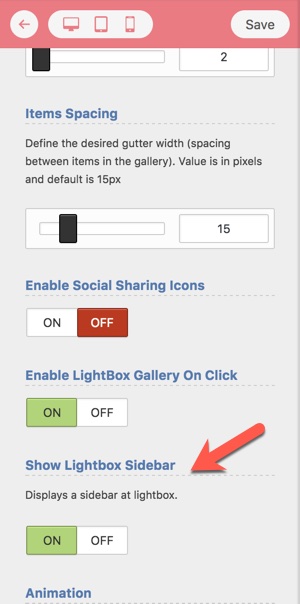 Save
2
Items Spacing
Define the desired gutter width (spacing
between items in the gallery). Value is in pixels
and default is 15px
15
Enable Social Sharing Icons
ON OFF
Enable LightBox Gallery On Click
ON OFF
Show Lightbox Sidebar
Displays a sidebar at lightbox.
ON OFF
Animation